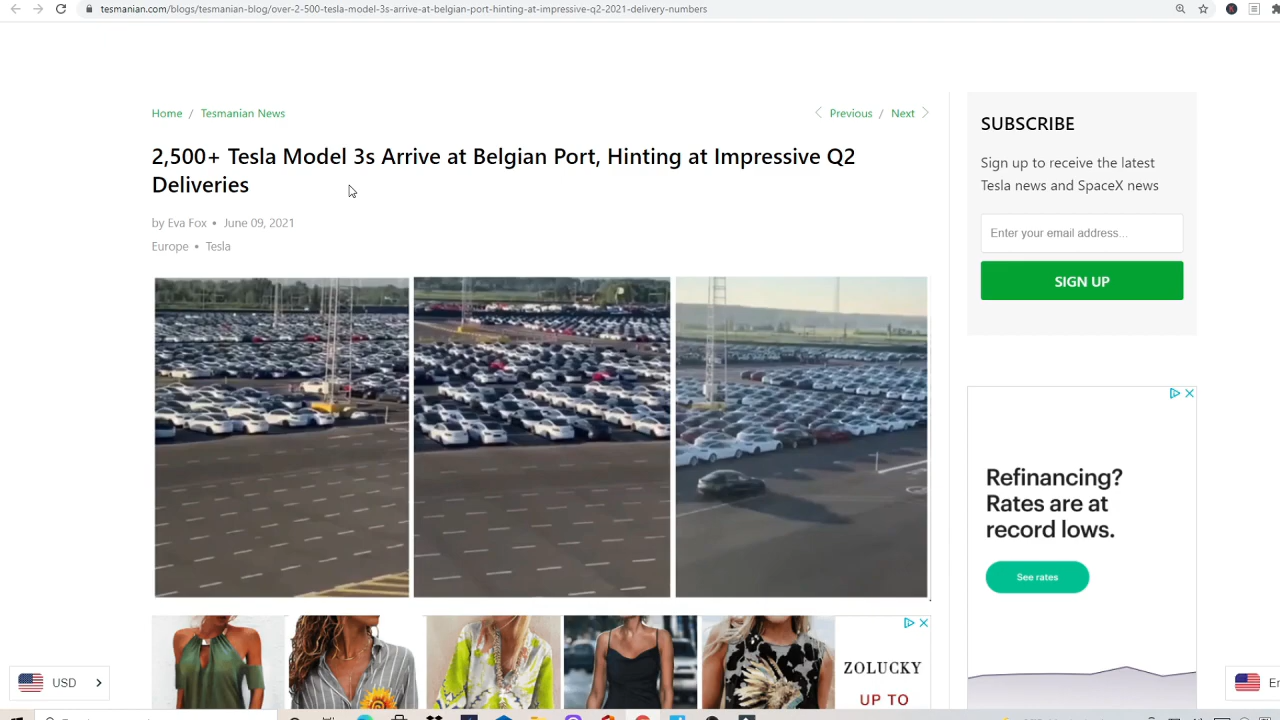 tesmanian.com/blogs/tesmanian-blog/over-2-500-tesla-model-3s-arrive-at-belgian-port-hinting-at-impressive-q2-2021-delivery-numbers
Home / Tesmanian News
Previous / Next
2,500+ Tesla Model 3s Arrive at Belgian Port, Hinting at Impressive Q2
Deliveries
by Eva Fox • June 09, 2021
Europe • Tesla
SUBSCRIBE
Sign up to receive the latest
Tesla news and SpaceX news
Enter your email address...
SIGN UP
Refinancing?
Rates are at
record lows.
See rates
ZOLUCKY
UP TO
USD
En